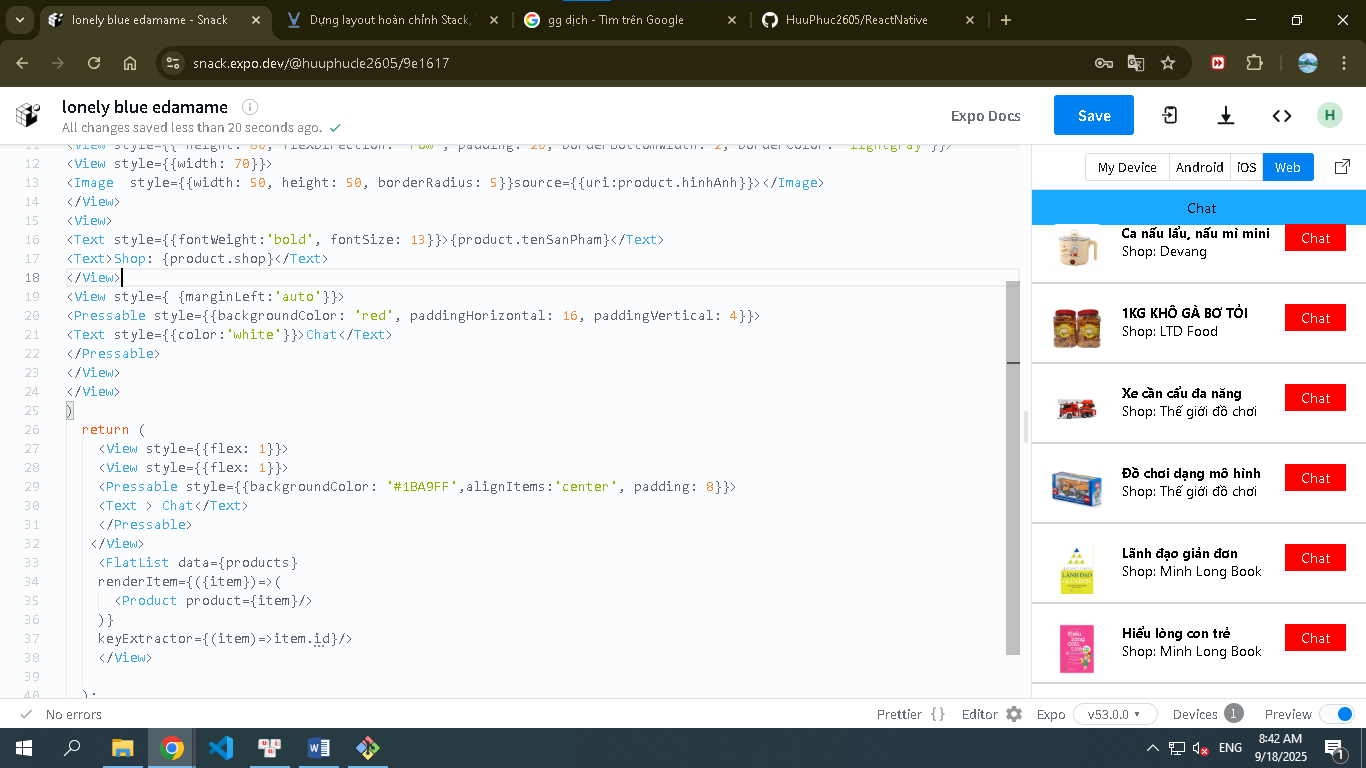 lonely blue edamame - Snack
Dựng layout hoàn chỉnh Stack,
gg dịch - Tìm trên Google
HuuPhuc2605/ReactNative
snack.expo.dev/@huuphucle2605/9e1617
lonely blue edamame
All changes saved less than 20 seconds ago.
Expo Docs
Save
H
11 <View style={{ height: 80, flexDirection: 'row', padding: 20, borderBottomWidth: 2, borderColor: 'lightgray'}}>
12 <View style={{width: 70}}>
13 <Image  style={{width: 50, height: 50, borderRadius: 5}}source={{uri:product.hinhAnh}}></Image>
14 </View>
15 <View>
16 <Text style={{fontWeight:'bold', fontSize: 13}}>{product.tenSanPham}</Text>
17 <Text>Shop: {product.shop}</Text>
18 </View>
19 <View style={ {marginLeft:'auto'}}>
20 <Pressable style={{backgroundColor: 'red', paddingHorizontal: 16, paddingVertical: 4}}>
21 <Text style={{color:'white'}}>Chat</Text>
22 </Pressable>
23 </View>
24 </View>
25 )
26 return (
27 <View style={{flex: 1}}>
28 <View style={{flex: 1}}>
29 <Pressable style={{backgroundColor: '#1BA9FF',alignItems:'center', padding: 8}}>
30 <Text > Chat</Text>
31 </Pressable>
32 </View>
33 <FlatList data={products}
34 renderItem={({item})=>(
35 <Product product={item}/>
36 )}
37 keyExtractor={(item)=>item.id}/>
38 </View>
39
40 );
My Device
Android
iOS
Web
Chat
Ca nấu lẩu, nấu mì mini
Shop: Devang
Chat
1KG KHÔ GÀ BƠ TỎI
Shop: LTD Food
Chat
Xe cần cẩu đa năng
Shop: Thế giới đồ chơi
Chat
Đồ chơi dạng mô hình
Shop: Thế giới đồ chơi
Chat
Lãnh đạo giản đơn
Shop: Minh Long Book
Chat
Hiểu lòng con trẻ
Shop: Minh Long Book
Chat
No errors
Prettier
{}
Editor
Expo
v53.0.0
Devices
1
Preview
ENG
8:42 AM
9/18/2025
1